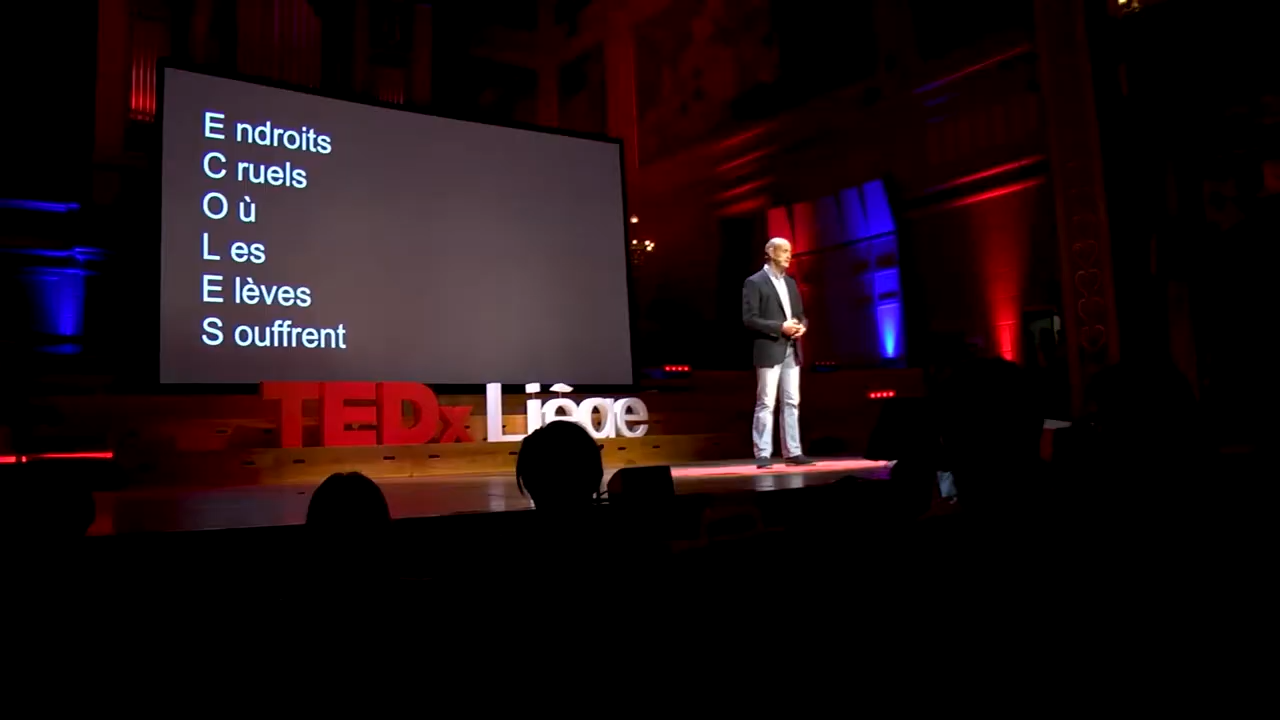 E ndroits
C ruels
O ù
L es
E lèves
S ouffrent
TEDx Liège